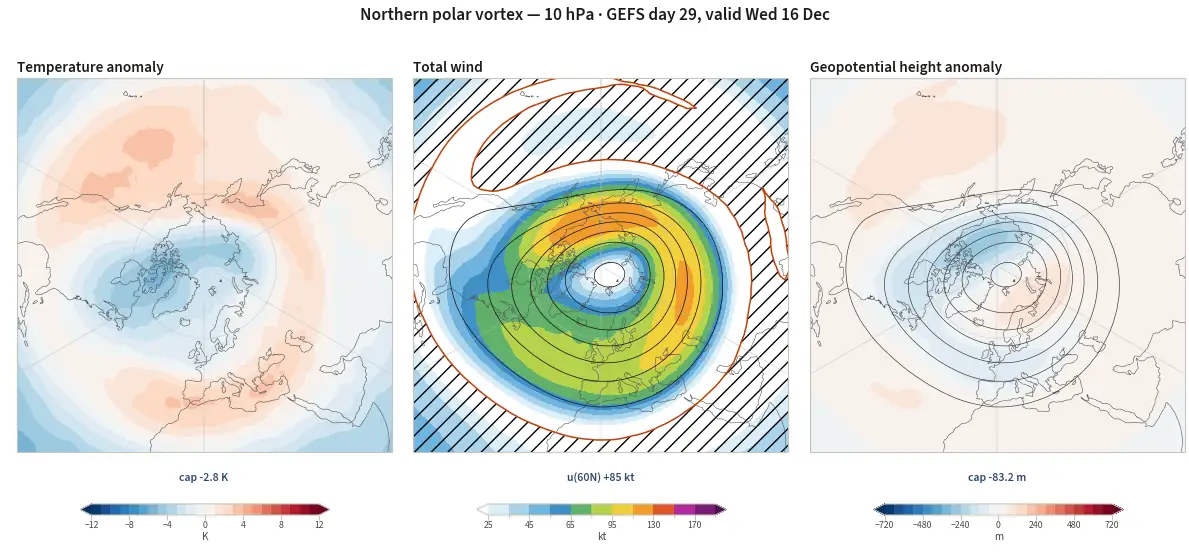 Northern polar vortex — 10 hPa · GEFS day 29, valid Wed 16 Dec
Temperature anomaly
Total wind
Geopotential height anomaly
cap -2.8 K
u(60N) +85 kt
cap -83.2 m
−12 −8 −4 0 4 8 12
K
25 45 65 95 130 170
kt
−720 −480 −240 0 240 480 720
m